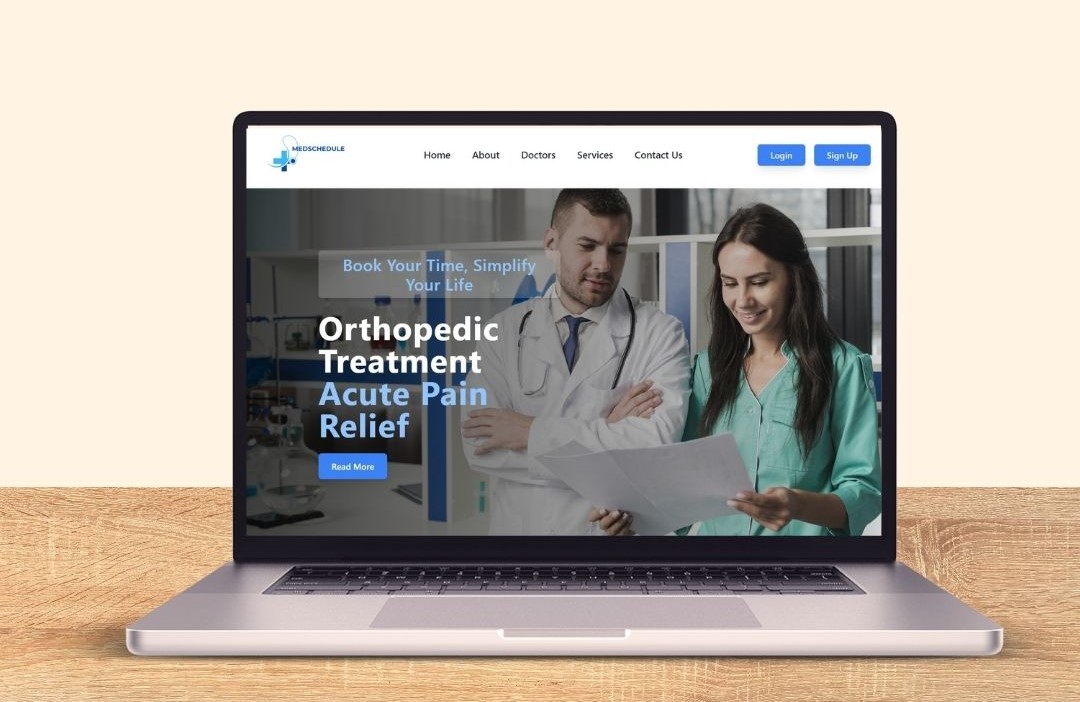 MEDSCHEDULE
Home About Doctors Services Contact Us Login Sign Up
Book Your Time, Simplify
Your Life
Orthopedic
Treatment
Acute Pain
Relief
Read More